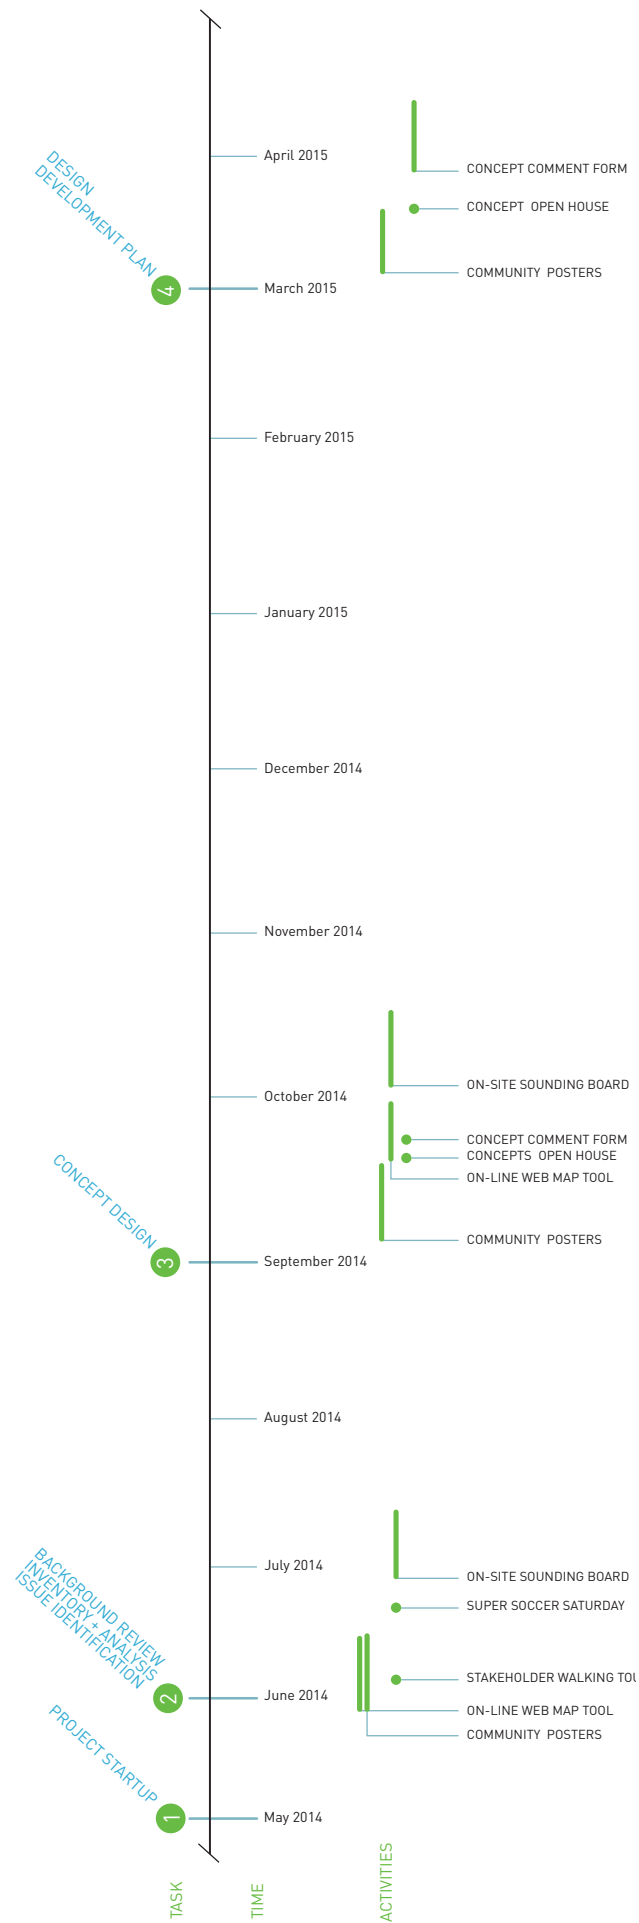 April 2015
CONCEPT COMMENT FORM
DESIGN
DEVELOPMENT PLAN
CONCEPT OPEN HOUSE
COMMUNITY POSTERS
4
March 2015
February 2015
January 2015
December 2014
November 2014
ON-SITE SOUNDING BOARD
October 2014
CONCEPT COMMENT FORM
CONCEPTS OPEN HOUSE
ON-LINE WEB MAP TOOL
CONCEPT DESIGN
COMMUNITY POSTERS
3
September 2014
August 2014
July 2014
ON-SITE SOUNDING BOARD
SUPER SOCCER SATURDAY
BACKGROUND REVIEW
INVENTORY + ANALYSIS
ISSUE IDENTIFICATION
STAKEHOLDER WALKING TOU
2
June 2014
ON-LINE WEB MAP TOOL
COMMUNITY POSTERS
PROJECT STARTUP
1
May 2014
TASK
TIME
ACTIVITIES